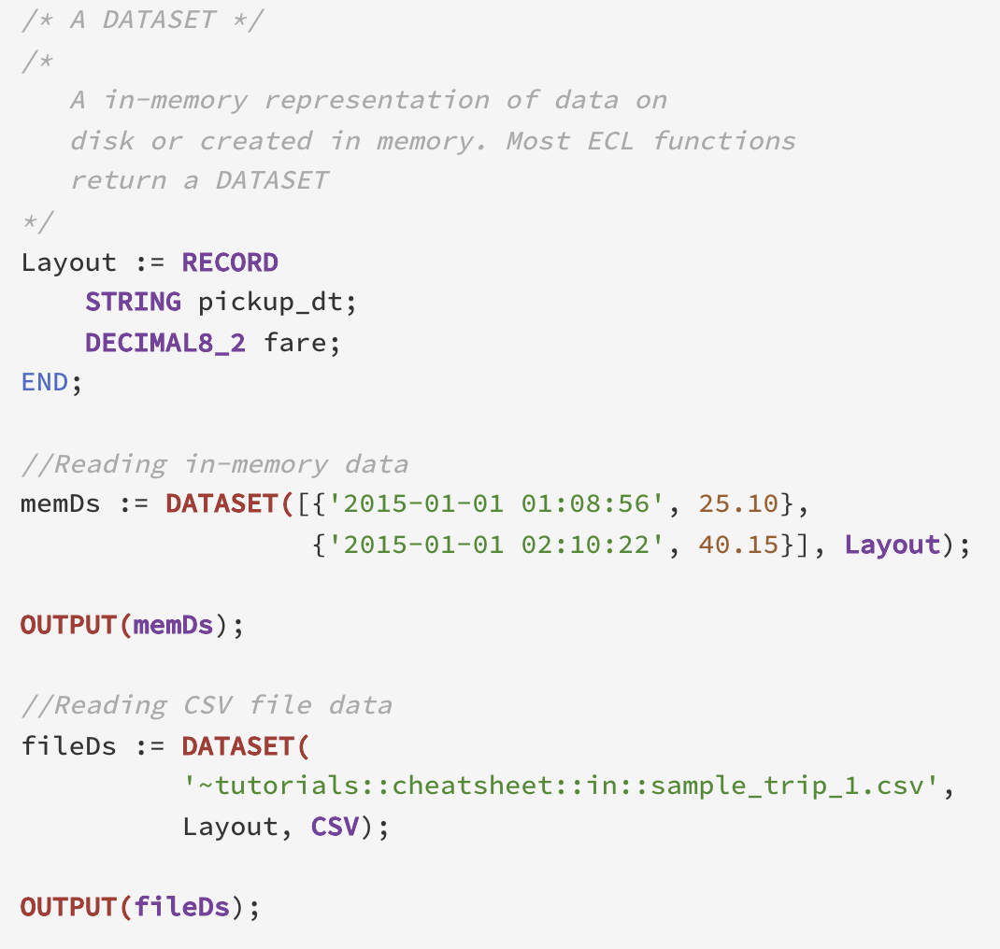 /* A DATASET */
/*
   A in-memory representation of data on
   disk or created in memory. Most ECL functions
   return a DATASET
*/
Layout := RECORD
    STRING pickup_dt;
    DECIMAL8_2 fare;
END;

//Reading in-memory data
memDs := DATASET([{'2015-01-01 01:08:56', 25.10},
                  {'2015-01-01 02:10:22', 40.15}], Layout);

OUTPUT(memDs);

//Reading CSV file data
fileDs := DATASET(
          '~tutorials::cheatsheet::in::sample_trip_1.csv',
          Layout, CSV);

OUTPUT(fileDs);